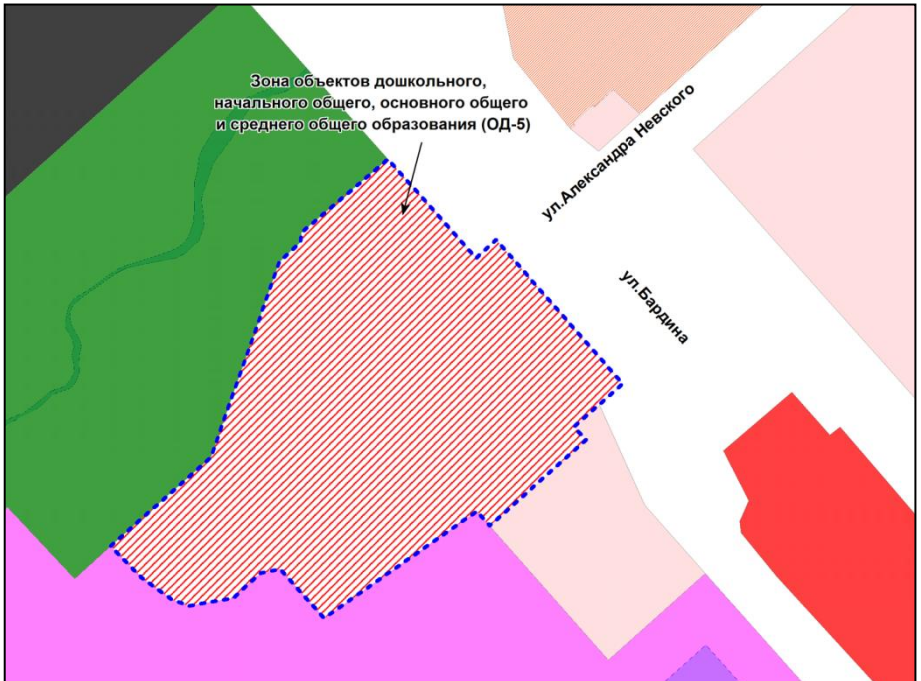 Зона объектов дошкольного,
начального общего, основного общего
и среднего общего образования (ОД-5)
ул.Александра Невского
ул.Бардина